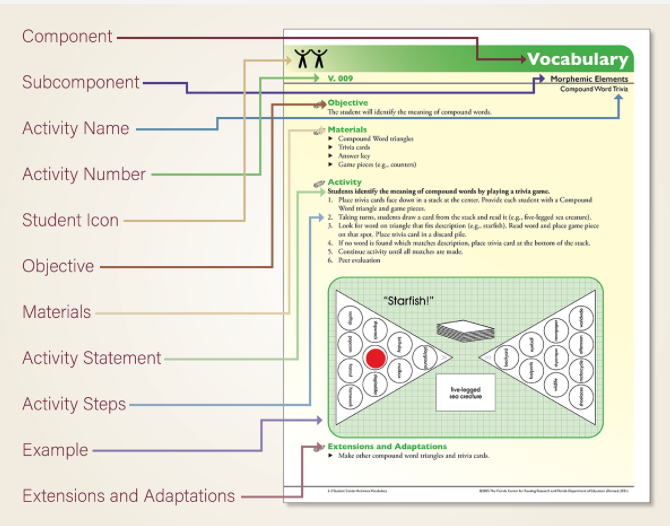 Component
Subcomponent
Activity Name
Activity Number
Student Icon
Objective
Materials
Activity Statement
Activity Steps
Example
Extensions and Adaptations
Vocabulary
V. 009
Morphemic Elements
Compound Word Trivia
Objective
The student will identify the meaning of compound words.
Materials
► Compound Word triangles
► Trivia cards
► Answer key
► Game pieces (e.g., counters)
Activity
Students identify the meaning of compound words by playing a trivia game.
1. Place trivia cards face down in a stack at the center. Provide each student with a Compound
Word triangle and game pieces.
2. Taking turns, students draw a card from the stack and read it (e.g., five-legged sea creature).
3. Look for word on triangle that fits description (e.g., starfish). Read word and place game piece
on that spot. Place trivia card in a discard pile.
4. If no word is found which matches description, place trivia card at the bottom of the stack.
5. Continue activity until all matches are made.
6. Peer evaluation
"Starfish!"
five-legged
sea creature
Extensions and Adaptations
► Make other compound word triangles and trivia cards.